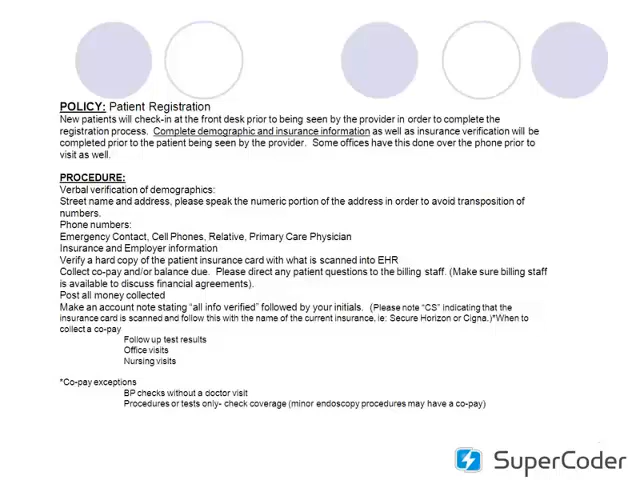 POLICY: Patient Registration
New patients will check-in at the front desk prior to being seen by the provider in order to complete the
registration process. Complete demographic and insurance information as well as insurance verification will be
completed prior to the patient being seen by the provider. Some offices have this done over the phone prior to
visit as well.
PROCEDURE:
Verbal verification of demographics:
Street name and address, please speak the numeric portion of the address in order to avoid transposition of
numbers.
Phone numbers:
Emergency Contact, Cell Phones, Relative, Primary Care Physician
Insurance and Employer information
Verify a hard copy of the patient insurance card with what is scanned into EHR
Collect co-pay and/or balance due. Please direct any patient questions to the billing staff. (Make sure billing staff
is available to discuss financial agreements).
Post all money collected
Make an account note stating “all info verified” followed by your initials. (Please note “CS” indicating that the
insurance card is scanned and follow this with the name of the current insurance, ie: Secure Horizon or Cigna.)*When to
collect a co-pay
Follow up test results
Office visits
Nursing visits
*Co-pay exceptions
BP checks without a doctor visit
Procedures or tests only- check coverage (minor endoscopy procedures may have a co-pay)
SuperCoder